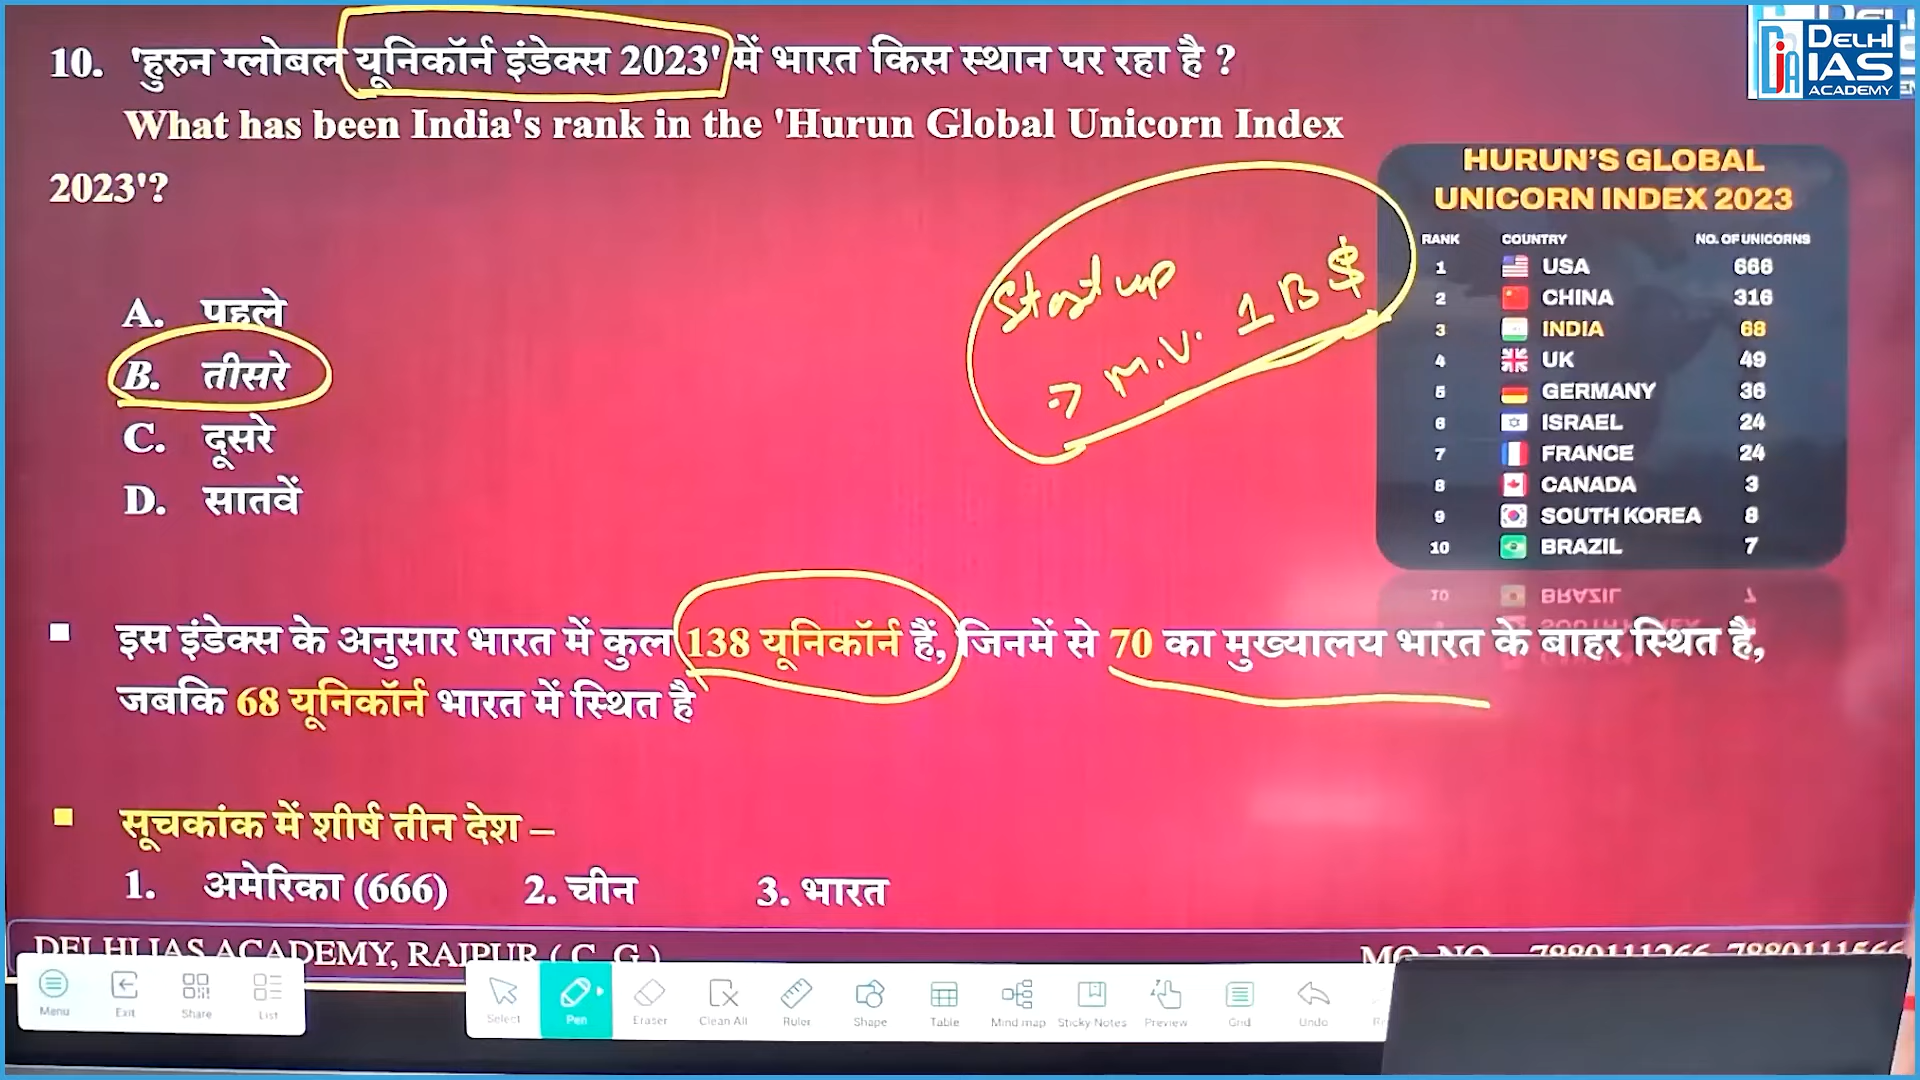 10. 'हुरुन ग्लोबल यूनिकॉर्न इंडेक्स 2023' में भारत किस स्थान पर रहा है ?
What has been India's rank in the 'Hurun Global Unicorn Index
2023'?
A. पहले
B. तीसरे
C. दूसरे
D. सातवें
Start up
→ M.V. 1 B $
DELHI
IAS
ACADEMY
HURUN'S GLOBAL
UNICORN INDEX 2023
RANK COUNTRY NO. OF UNICORNS
1 USA 666
2 CHINA 316
3 INDIA 68
4 UK 49
5 GERMANY 36
6 ISRAEL 24
7 FRANCE 24
8 CANADA 3
9 SOUTH KOREA 8
10 BRAZIL 7
इस इंडेक्स के अनुसार भारत में कुल 138 यूनिकॉर्न हैं, जिनमें से 70 का मुख्यालय भारत के बाहर स्थित है,
जबकि 68 यूनिकॉर्न भारत में स्थित है
सूचकांक में शीर्ष तीन देश –
1. अमेरिका (666) 2. चीन 3. भारत
DELHI IAS ACADEMY, RAIPUR ( C. G.)
MO. NO. 7880111266, 7880111566
Menu Exit Share List
Select Pen Eraser Clean All Ruler Shape Table Mind map Sticky Notes Preview Grid Undo